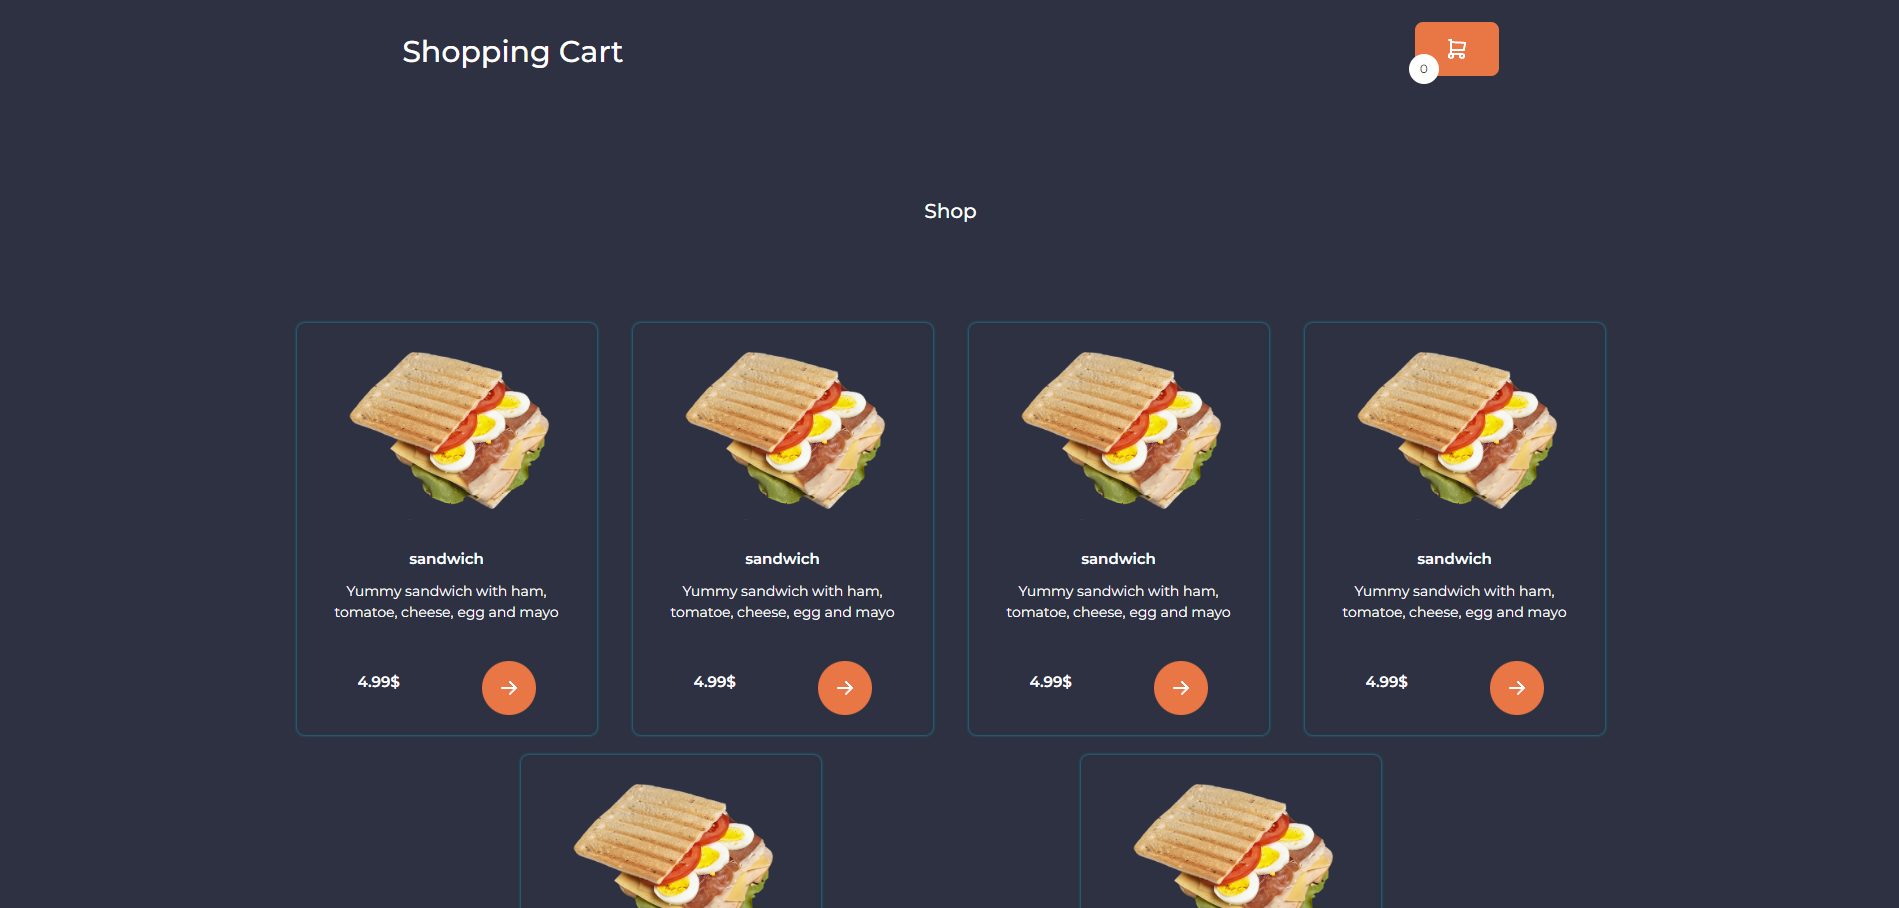 Shopping Cart
0
Shop
sandwich
Yummy sandwich with ham,
tomatoe, cheese, egg and mayo
4.99$
sandwich
Yummy sandwich with ham,
tomatoe, cheese, egg and mayo
4.99$
sandwich
Yummy sandwich with ham,
tomatoe, cheese, egg and mayo
4.99$
sandwich
Yummy sandwich with ham,
tomatoe, cheese, egg and mayo
4.99$